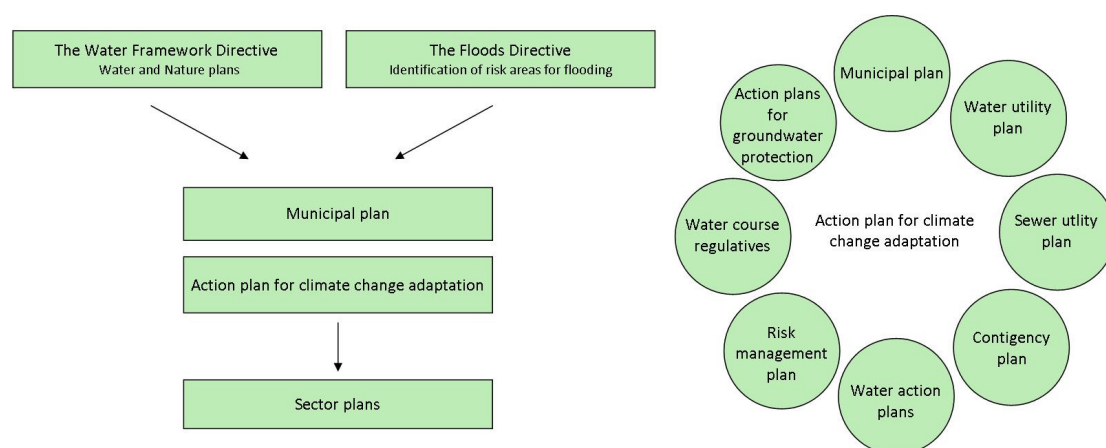 The Water Framework Directive
Water and Nature plans
The Floods Directive
Identification of risk areas for flooding
Municipal plan
Action plan for climate change adaptation
Sector plans
Municipal plan
Water utility
plan
Sewer utlity
plan
Contigency
plan
Water action
plans
Risk
management
plan
Water course
regulatives
Action plans
for
groundwater
protection
Action plan for climate
change adaptation